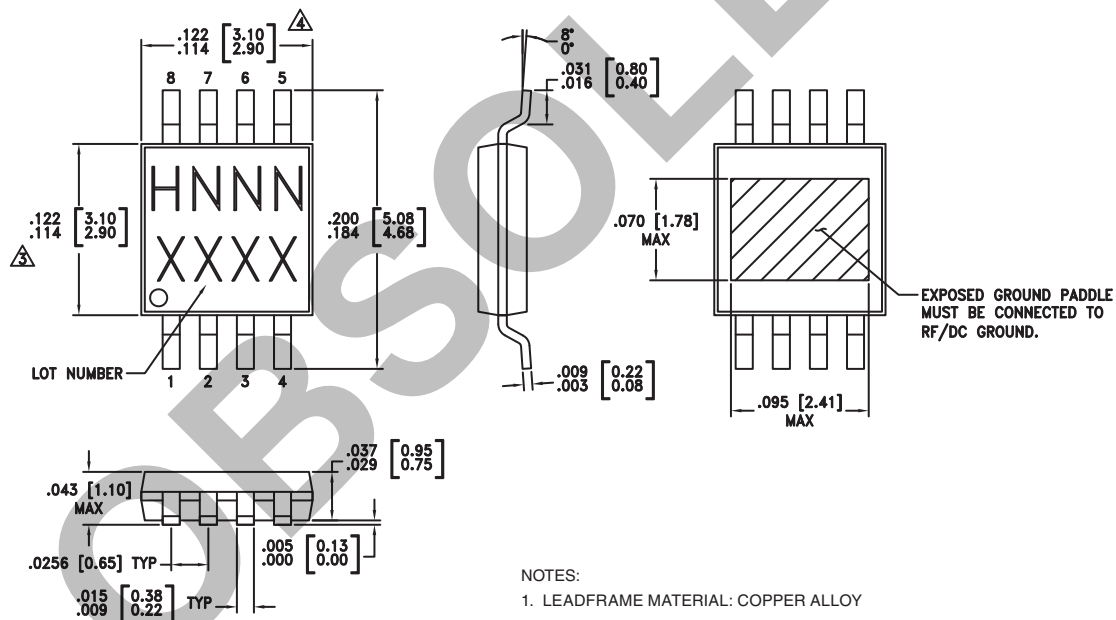 .122 [3.10]
.114 [2.90]
4
8 7 6 5
HNNN
XXXX
.122 [3.10]
.114 [2.90]
3
.200 [5.08]
.184 [4.68]
LOT NUMBER
1 2 3 4
8°
0°
.031 [0.80]
.016 [0.40]
.009 [0.22]
.003 [0.08]
.070 [1.78]
MAX
EXPOSED GROUND PADDLE
MUST BE CONNECTED TO
RF/DC GROUND.
.095 [2.41]
MAX
.037 [0.95]
.029 [0.75]
.043 [1.10]
MAX
.005 [0.13]
.000 [0.00]
.0256 [0.65] TYP
.015 [0.38]
.009 [0.22] TYP
NOTES:
1. LEADFRAME MATERIAL: COPPER ALLOY
OBSOLE